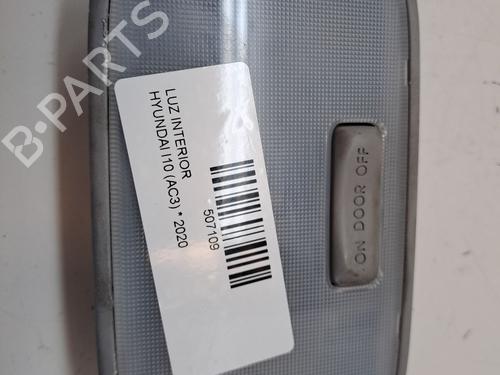 B-PARTS
LUZ INTERIOR
HYUNDAI I10 (AC3) * 2020
507109
ON DOOR OFF